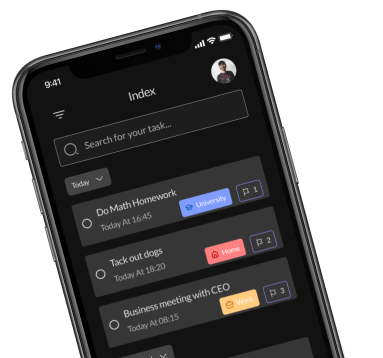 9:41
Index
Search for your task...
Today
Do Math Homework
Today At 16:45
University
1
Tack out dogs
Today At 18:20
Home
2
Business meeting with CEO
Today At 08:15
Work
3